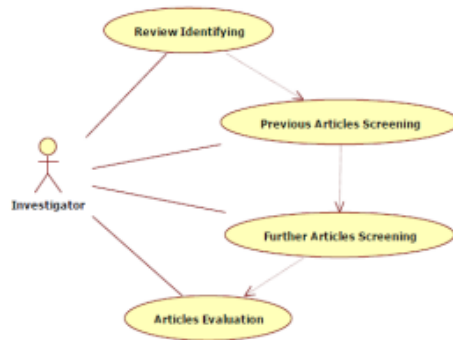 Review Identifying
Previous Articles Screening
Investigator
Further Articles Screening
Articles Evaluation